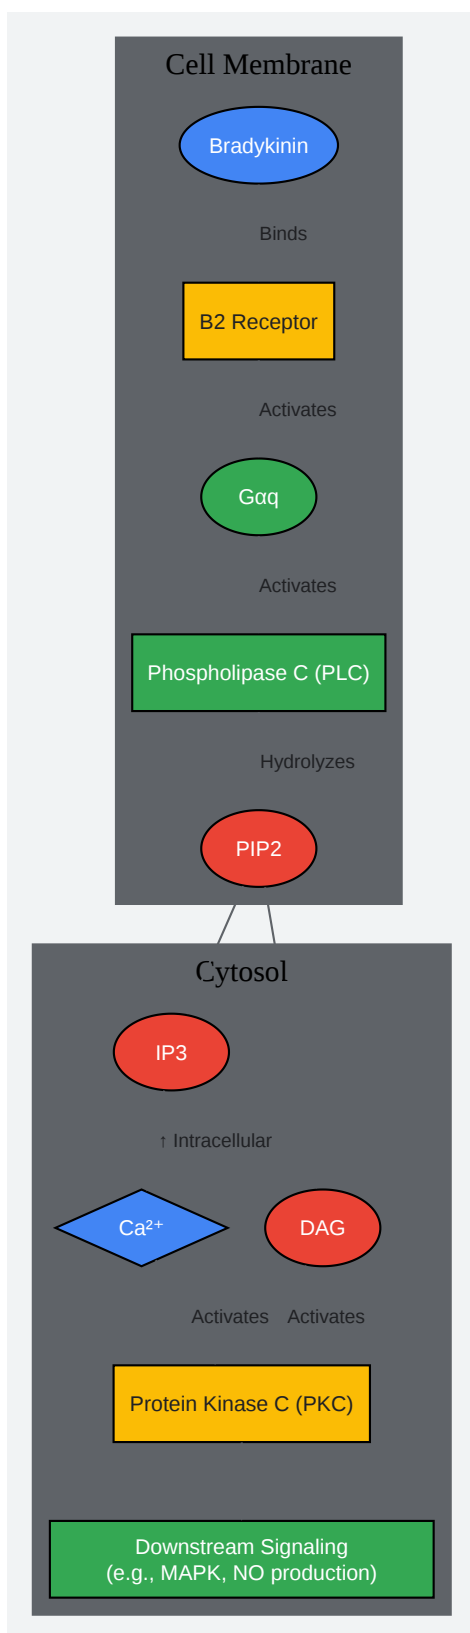 Cell Membrane
Bradykinin
Binds
B2 Receptor
Activates
Gαq
Activates
Phospholipase C (PLC)
Hydrolyzes
PIP2
Cytosol
IP3
↑ Intracellular
Ca²⁺
DAG
Activates
Activates
Protein Kinase C (PKC)
Downstream Signaling
(e.g., MAPK, NO production)